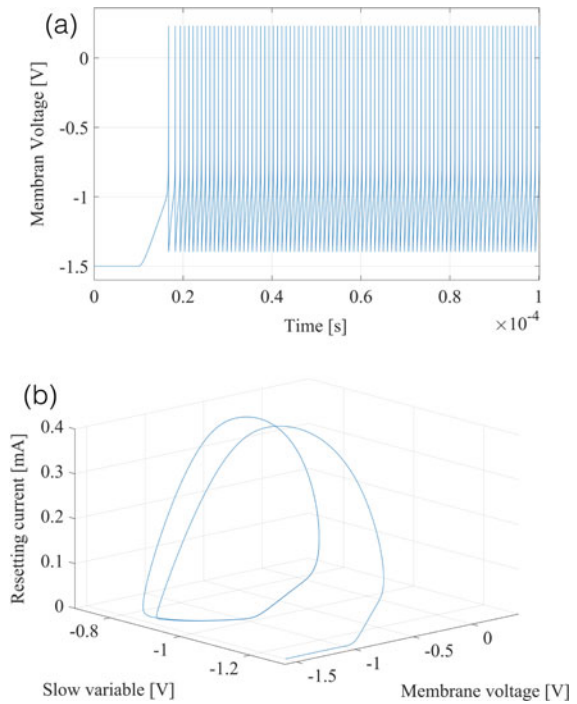 (a)
0
-0.5
-1
-1.5
Membran Voltage [V]
0 0.2 0.4 0.6 0.8 1
Time [s]
×10⁻⁴
(b)
0.4
0.3
0.2
0.1
0
Resetting current [mA]
-0.8 -1 -1.2
Slow variable [V]
-1.5 -1 -0.5 0
Membrane voltage [V]